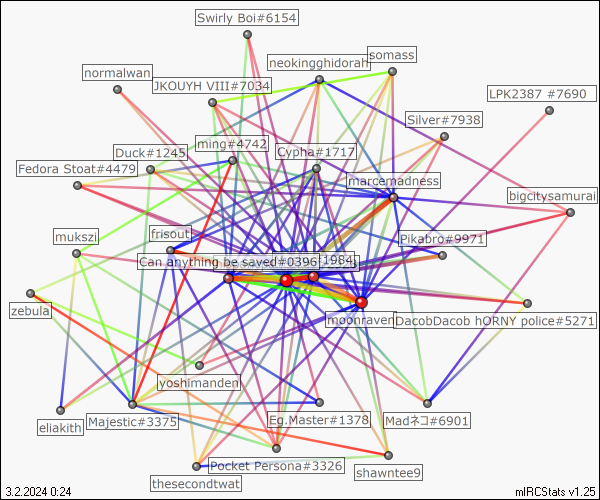 Swirly Boi#6154
neokingghidorah
somass
normalwan
JKOUYH VIII#7034
LPK2387 #7690
Silver#7938
ming#4742
Duck#1245
Cypha#1717
Fedora Stoat#4479
marcemadness
bigcitysamurai
frisout
mukszi
Pikabro#9971
Can anything be saved#0396
1984
zebula
moonraven
DacobDacob hORNY police#5271
yoshimanden
eliakith
Majestic#3375
Eg.Master#1378
Madネコ#6901
Pocket Persona#3326
shawntee9
thesecondtwat
3.2.2024 0:24
mIRCStats v1.25